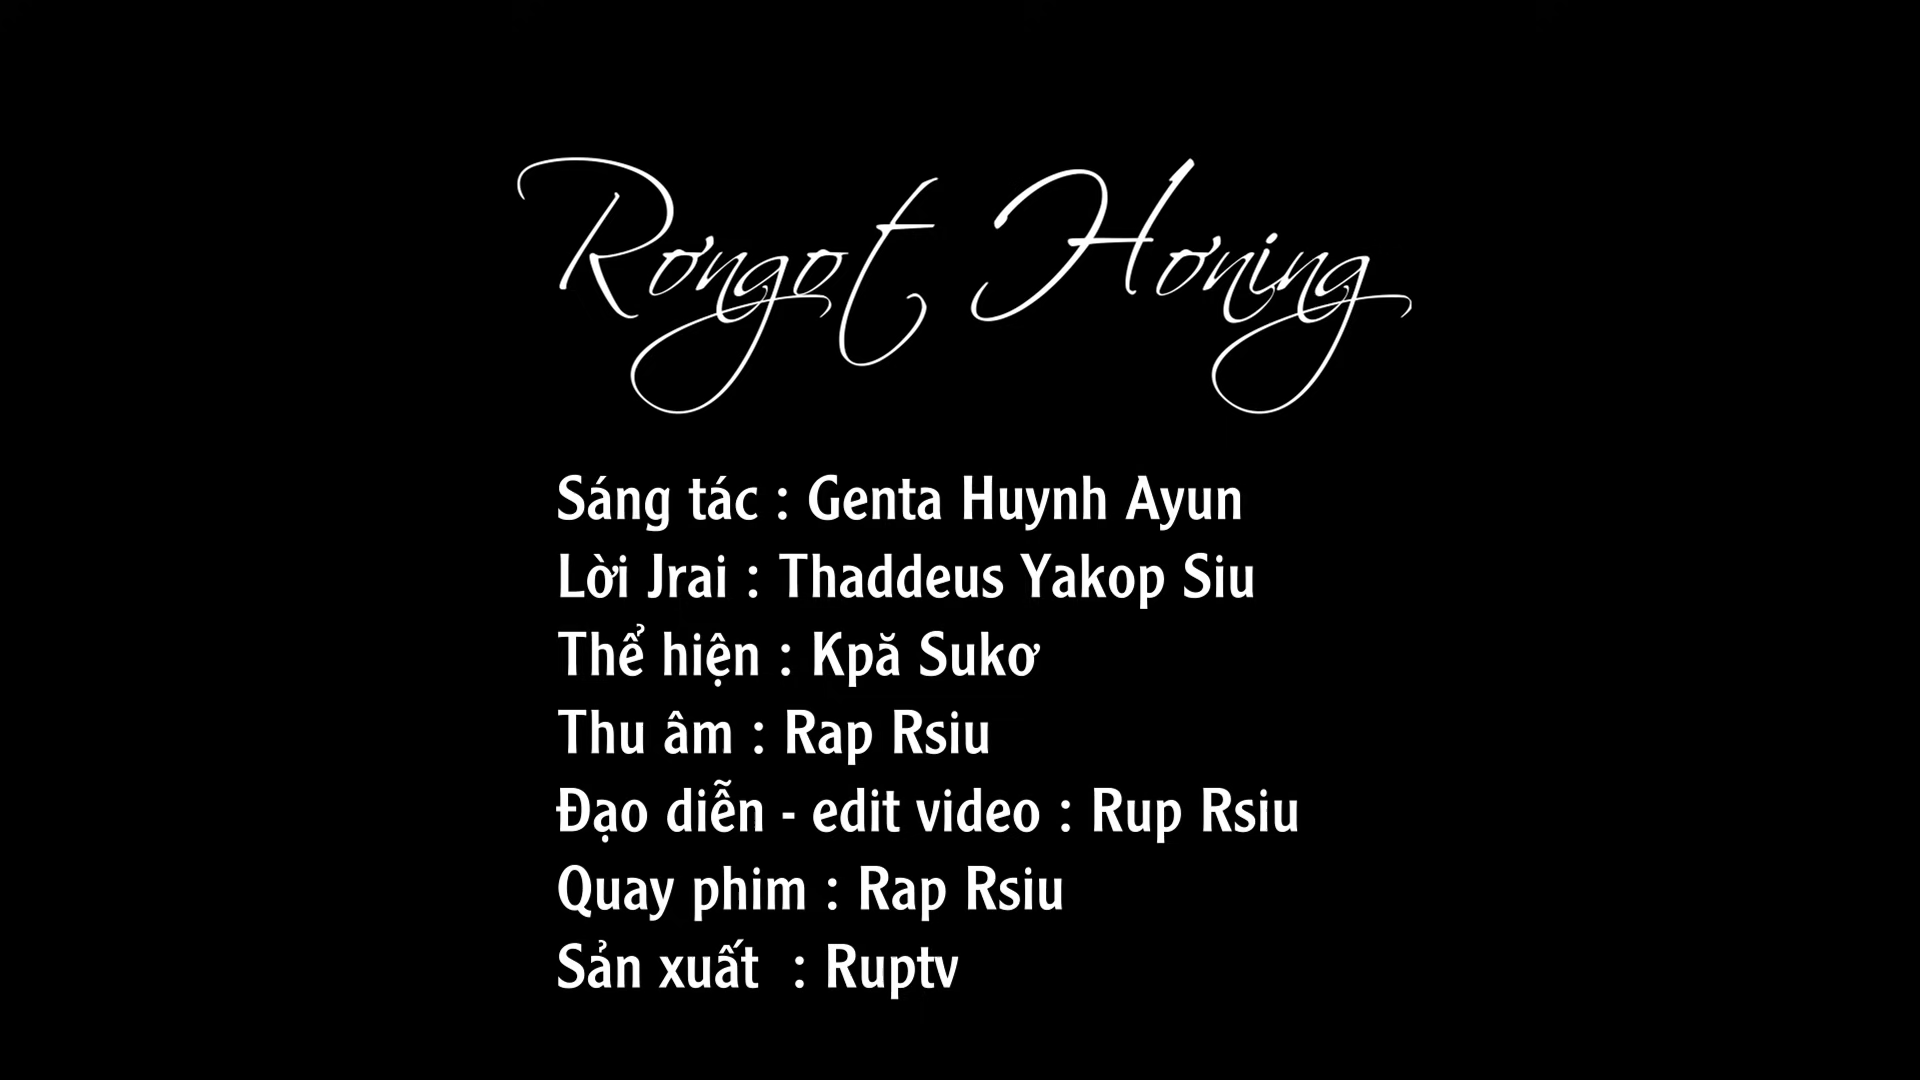 Rơngot Hơning
Sáng tác : Genta Huynh Ayun
Lời Jrai : Thaddeus Yakop Siu
Thể hiện : Kpă Sukơ
Thu âm : Rap Rsiu
Đạo diễn - edit video : Rup Rsiu
Quay phim : Rap Rsiu
Sản xuất  : Ruptv